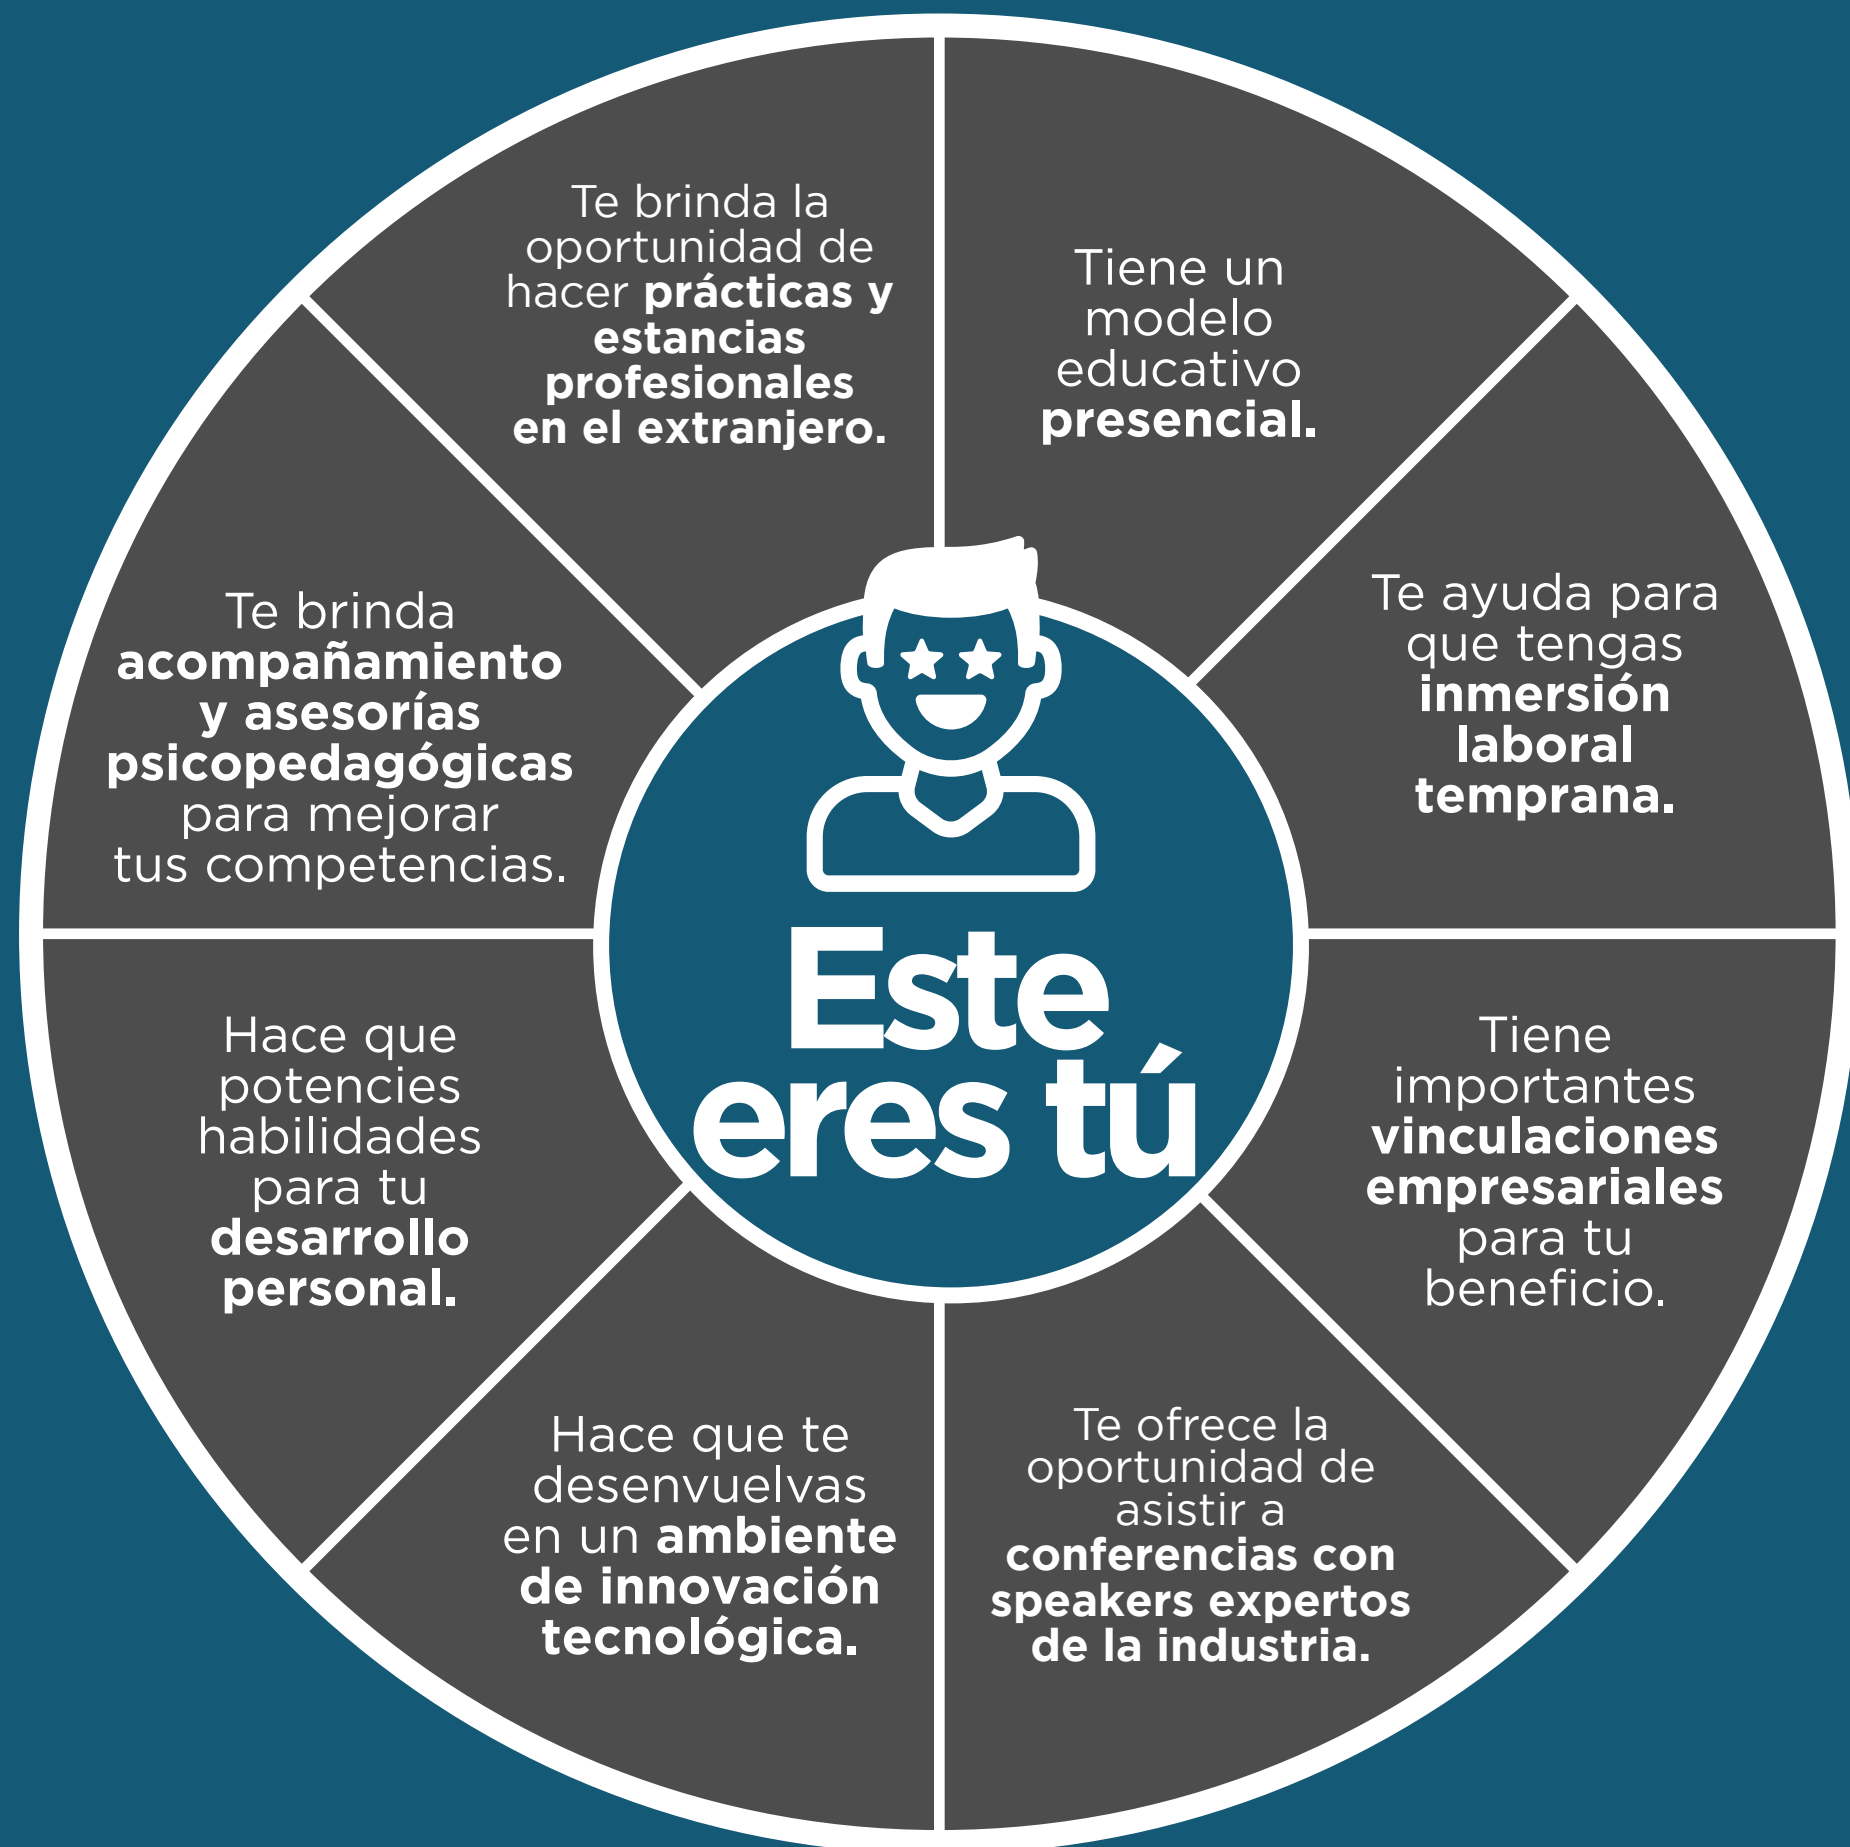 Te brinda la
oportunidad de
hacer prácticas y
estancias
profesionales
en el extranjero.
Tiene un
modelo
educativo
presencial.
Te ayuda para
que tengas
inmersión
laboral
temprana.
Tiene
importantes
vinculaciones
empresariales
para tu
beneficio.
Te ofrece la
oportunidad de
asistir a
conferencias con
speakers expertos
de la industria.
Hace que te
desenvuelvas
en un ambiente
de innovación
tecnológica.
Hace que
potencies
habilidades
para tu
desarrollo
personal.
Te brinda
acompañamiento
y asesorías
psicopedagógicas
para mejorar
tus competencias.
Este
eres tú